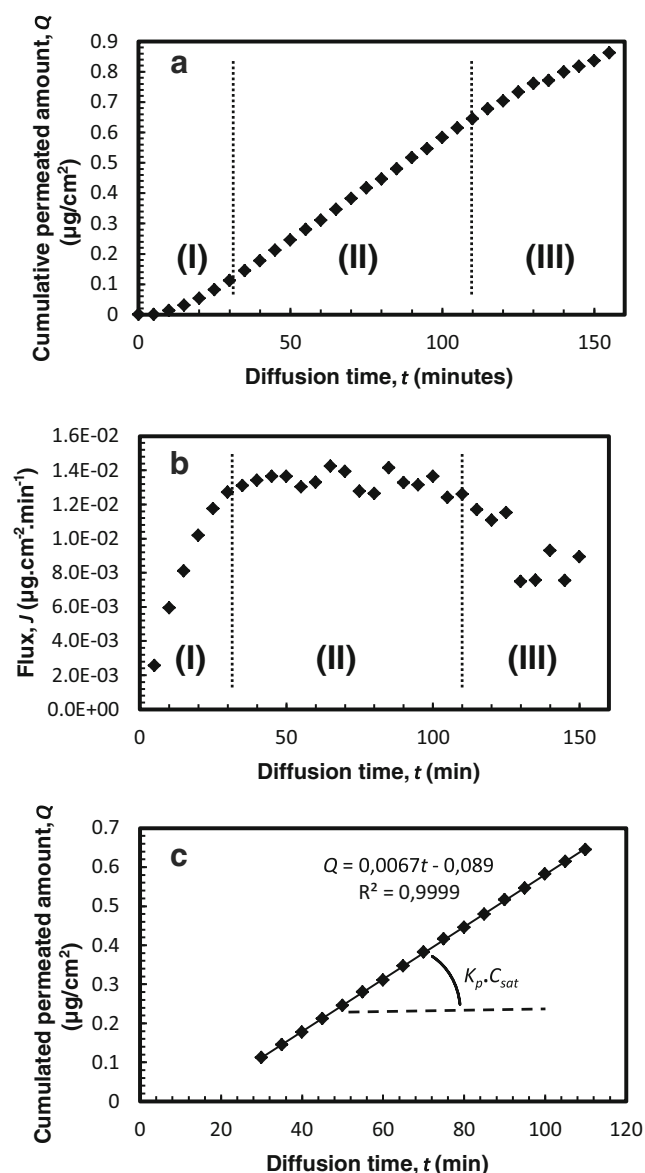 a
Cumulative permeated amount, Q
(µg/cm²)
0.9
0.8
0.7
0.6
0.5
0.4
0.3
0.2
0.1
0
(I)
(II)
(III)
0
50
100
150
Diffusion time, t (minutes)
b
Flux, J (µg.cm⁻².min⁻¹)
1.6E-02
1.4E-02
1.2E-02
1.0E-02
8.0E-03
6.0E-03
4.0E-03
2.0E-03
0.0E+00
(I)
(II)
(III)
0
50
100
150
Diffusion time, t (min)
c
Cumulated permeated amount, Q
(µg/cm²)
0.7
0.6
0.5
0.4
0.3
0.2
0.1
0
Q = 0,0067t - 0,089
R² = 0,9999
Kp.Csat
0
20
40
60
80
100
120
Diffusion time, t (min)